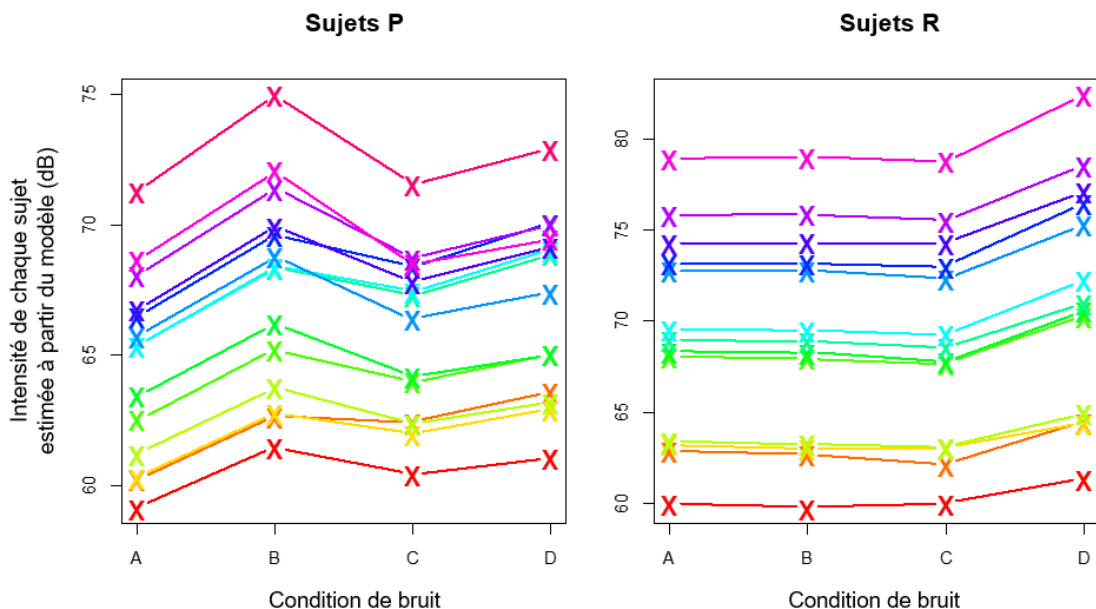 Sujets P
Sujets R
Intensité de chaque sujet
estimée à partir du modèle (dB)
75
70
65
60
A B C D
Condition de bruit
80
75
70
65
60
A B C D
Condition de bruit